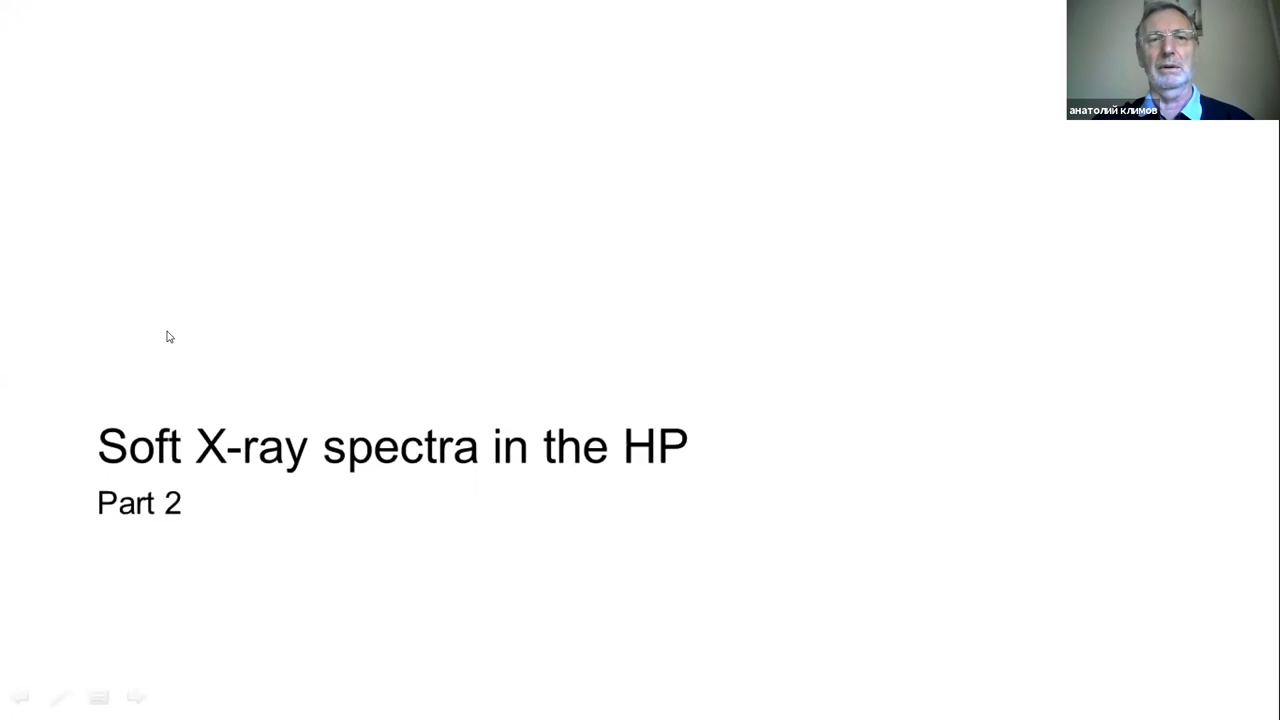 анатолий климов
Soft X-ray spectra in the HP
Part 2